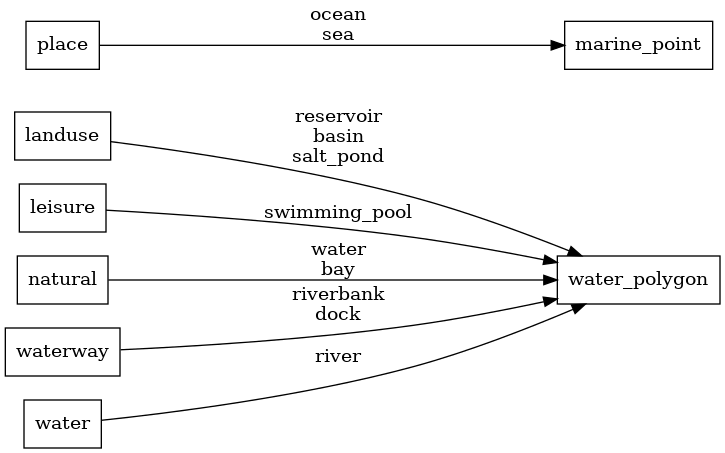 ocean
sea
place
marine_point
reservoir
basin
salt_pond
landuse
swimming_pool
leisure
water
bay
natural
water_polygon
riverbank
dock
waterway
river
water